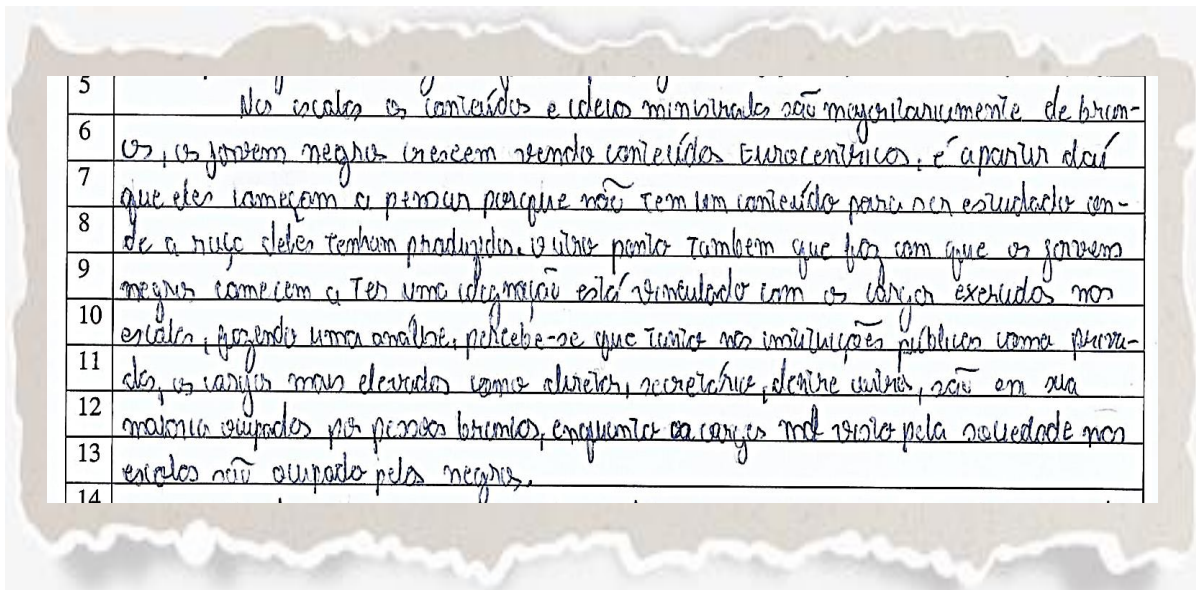 5 Nas escolas os conteúdos e ideias ministrados são majoritariamente de bran-
6 cos, os jovem negros crescem vendo conteúdos Eurocentricos, é apartir daí
7 que eles começam a pensar porque não tem um conteúdo para ser estudado on-
8 de a raça deles tenham produzidos. Outro ponto tambem que faz com que os jovem
9 negros comecem a ter uma idignação está vinculado com os cargos exercidos nas
10 escolas, fazendo uma análise, percebe-se que tanto nas instituições públicas como priva-
11 das, os cargos mais elevados como diretor, secretário, dentre outros, são em sua
12 maioria ocupados por pessoas brancas, enquanto os cargos mal visto pela sociedade nas
13 escolas são ocupado pelos negros.
14